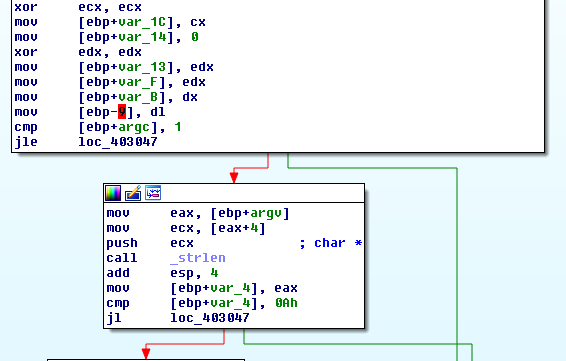 xor ecx, ecx
mov [ebp+var_1C], cx
mov [ebp+var_14], 0
xor edx, edx
mov [ebp+var_13], edx
mov [ebp+var_F], edx
mov [ebp+var_B], dx
mov [ebp-9], dl
cmp [ebp+argc], 1
jle loc_403047
mov eax, [ebp+argv]
mov ecx, [eax+4]
push ecx ; char *
call _strlen
add esp, 4
mov [ebp+var_4], eax
cmp [ebp+var_4], 0Ah
jl loc_403047